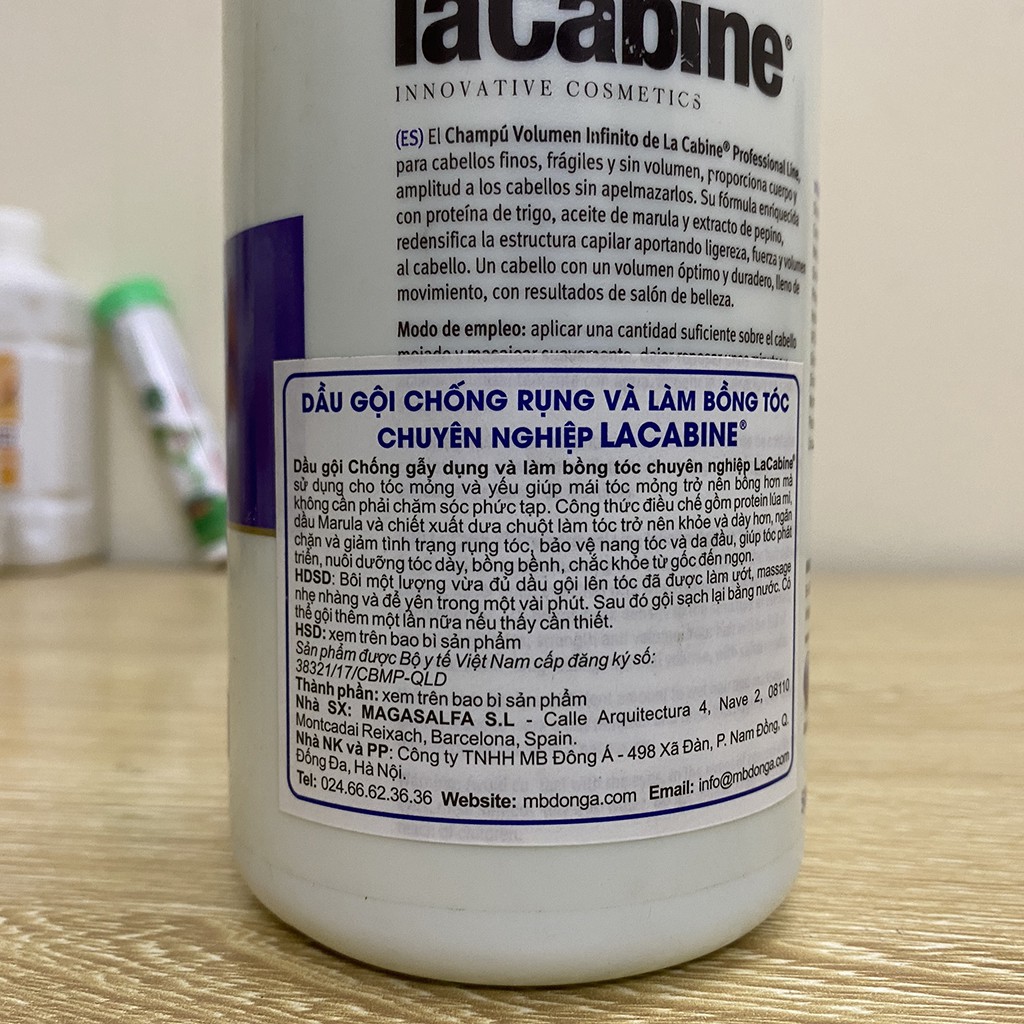 laCabine®
INNOVATIVE COSMETICS
(ES) El Champú Volumen Infinito de La Cabine® Professional Line,
para cabellos finos, frágiles y sin volumen, proporciona cuerpo y
amplitud a los cabellos sin apelmazarlos. Su fórmula enriquecida
con proteína de trigo, aceite de marula y extracto de pepino,
redensifica la estructura capilar aportando ligereza, fuerza y volumen
al cabello. Un cabello con un volumen óptimo y duradero, lleno de
movimiento, con resultados de salón de belleza.
Modo de empleo: aplicar una cantidad suficiente sobre el cabello
mojado y masajear suavemente, dejar
DẦU GỘI CHỐNG RỤNG VÀ LÀM BỒNG TÓC
CHUYÊN NGHIỆP LACABINE®
Dầu gội Chống gẫy dụng và làm bồng tóc chuyên nghiệp LaCabine®
sử dụng cho tóc mỏng và yếu giúp mái tóc mỏng trở nên bồng hơn mà
không cần phải chăm sóc phức tạp. Công thức điều chế gồm protein lúa mì,
dầu Marula và chiết xuất dưa chuột làm tóc trở nên khỏe và dày hơn, ngăn
chặn và giảm tình trạng rụng tóc, bảo vệ nang tóc và da đầu, giúp tóc phát
triển, nuôi dưỡng tóc dày, bồng bềnh, chắc khỏe từ gốc đến ngọn.
HDSD: Bôi một lượng vừa đủ dầu gội lên tóc đã được làm ướt, massage
nhẹ nhàng và để yên trong một vài phút. Sau đó gội sạch lại bằng nước. Có
thể gội thêm một lần nữa nếu thấy cần thiết.
HSD: xem trên bao bì sản phẩm
Sản phẩm được Bộ y tế Việt Nam cấp đăng ký số:
38321/17/CBMP-QLD
Thành phần: xem trên bao bì sản phẩm
Nhà SX: MAGASALFA S.L - Calle Arquitectura 4, Nave 2, 08110
Montcadai Reixach, Barcelona, Spain.
Nhà NK và PP: Công ty TNHH MB Đông Á - 498 Xã Đàn, P. Nam Đồng, Q.
Đống Đa, Hà Nội.
Tel: 024.66.62.36.36 Website: mbdonga.com Email: info@mbdonga.com